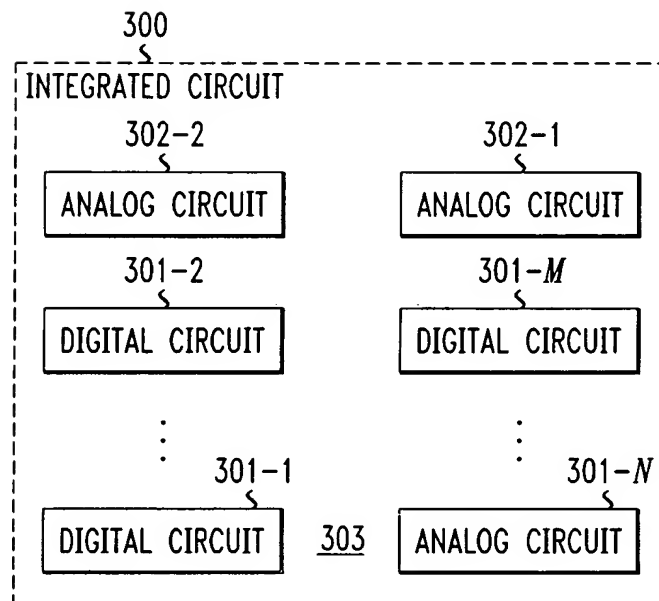 300
INTEGRATED CIRCUIT
302-2 302-1
ANALOG CIRCUIT ANALOG CIRCUIT
301-2 301-M
DIGITAL CIRCUIT DIGITAL CIRCUIT
301-1 301-N
DIGITAL CIRCUIT 303 ANALOG CIRCUIT